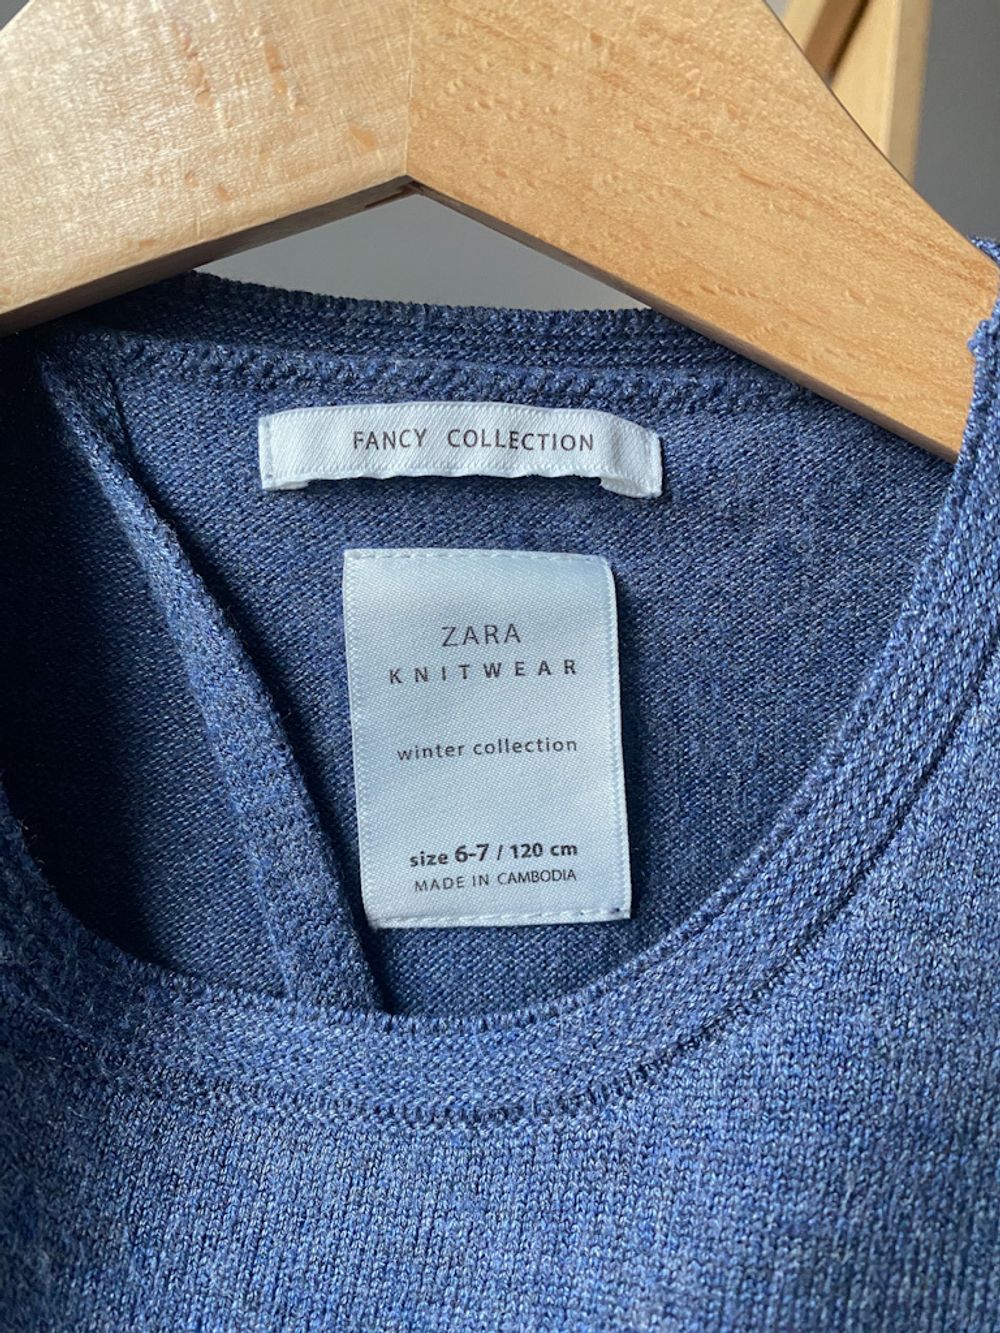 FANCY COLLECTION
ZARA
KNITWEAR
winter collection
size 6-7 / 120 cm
MADE IN CAMBODIA